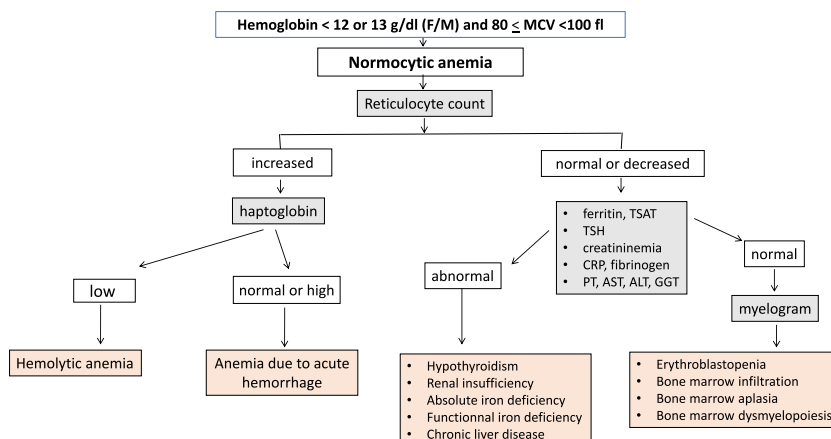 Hemoglobin < 12 or 13 g/dl (F/M) and 80 ≤ MCV <100 fl
Normocytic anemia
Reticulocyte count
increased
normal or decreased
haptoglobin
• ferritin, TSAT
• TSH
• creatininemia
• CRP, fibrinogen
• PT, AST, ALT, GGT
low
normal or high
abnormal
normal
myelogram
Hemolytic anemia
Anemia due to acute
hemorrhage
• Hypothyroidism
• Renal insufficiency
• Absolute iron deficiency
• Functionnal iron deficiency
• Chronic liver disease
• Erythroblastopenia
• Bone marrow infiltration
• Bone marrow aplasia
• Bone marrow dysmyelopoiesis